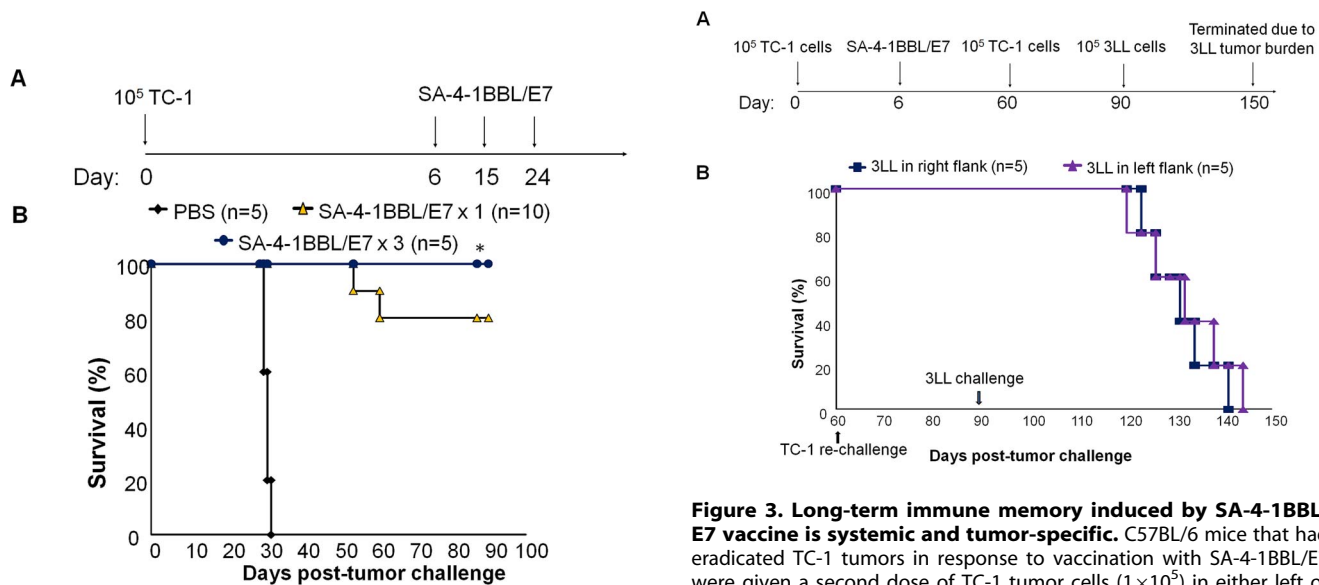 A
10⁵ TC-1
SA-4-1BBL/E7
Day: 0 6 15 24
B
PBS (n=5) SA-4-1BBL/E7 x 1 (n=10)
SA-4-1BBL/E7 x 3 (n=5) *
100
80
60
40
20
0
Survival (%)
0 10 20 30 40 50 60 70 80 90 100
Days post-tumor challenge
A
10⁵ TC-1 cells SA-4-1BBL/E7 10⁵ TC-1 cells 10⁵ 3LL cells Terminated due to
3LL tumor burden
Day: 0 6 60 90 150
B
3LL in right flank (n=5) 3LL in left flank (n=5)
100
80
60
40
20
0
Survival (%)
3LL challenge
60 70 80 90 100 110 120 130 140 150
TC-1 re-challenge
Days post-tumor challenge
Figure 3. Long-term immune memory induced by SA-4-1BBL
E7 vaccine is systemic and tumor-specific. C57BL/6 mice that had
eradicated TC-1 tumors in response to vaccination with SA-4-1BBL/E
were given a second dose of TC-1 tumor cells (1×10⁵) in either left o